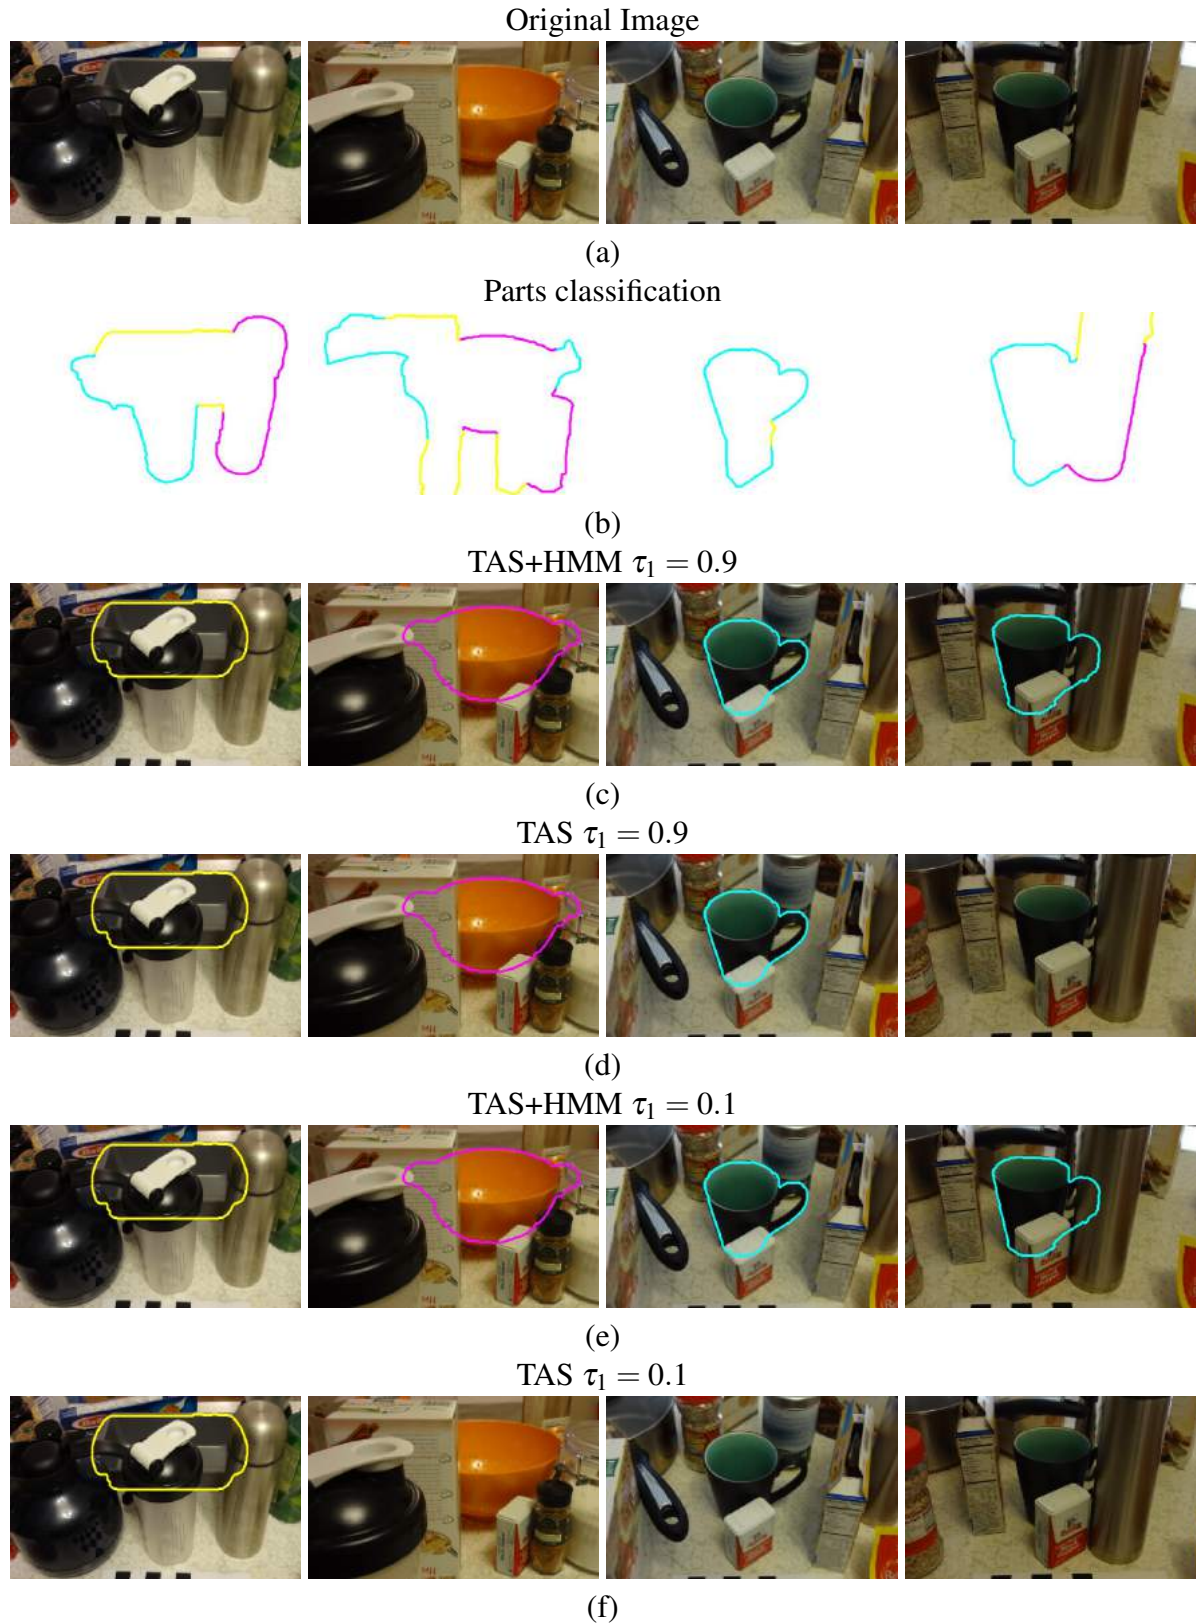 Original Image
(a)
Parts classification
(b)
TAS+HMM τ₁ = 0.9
(c)
TAS τ₁ = 0.9
(d)
TAS+HMM τ₁ = 0.1
(e)
TAS τ₁ = 0.1
(f)